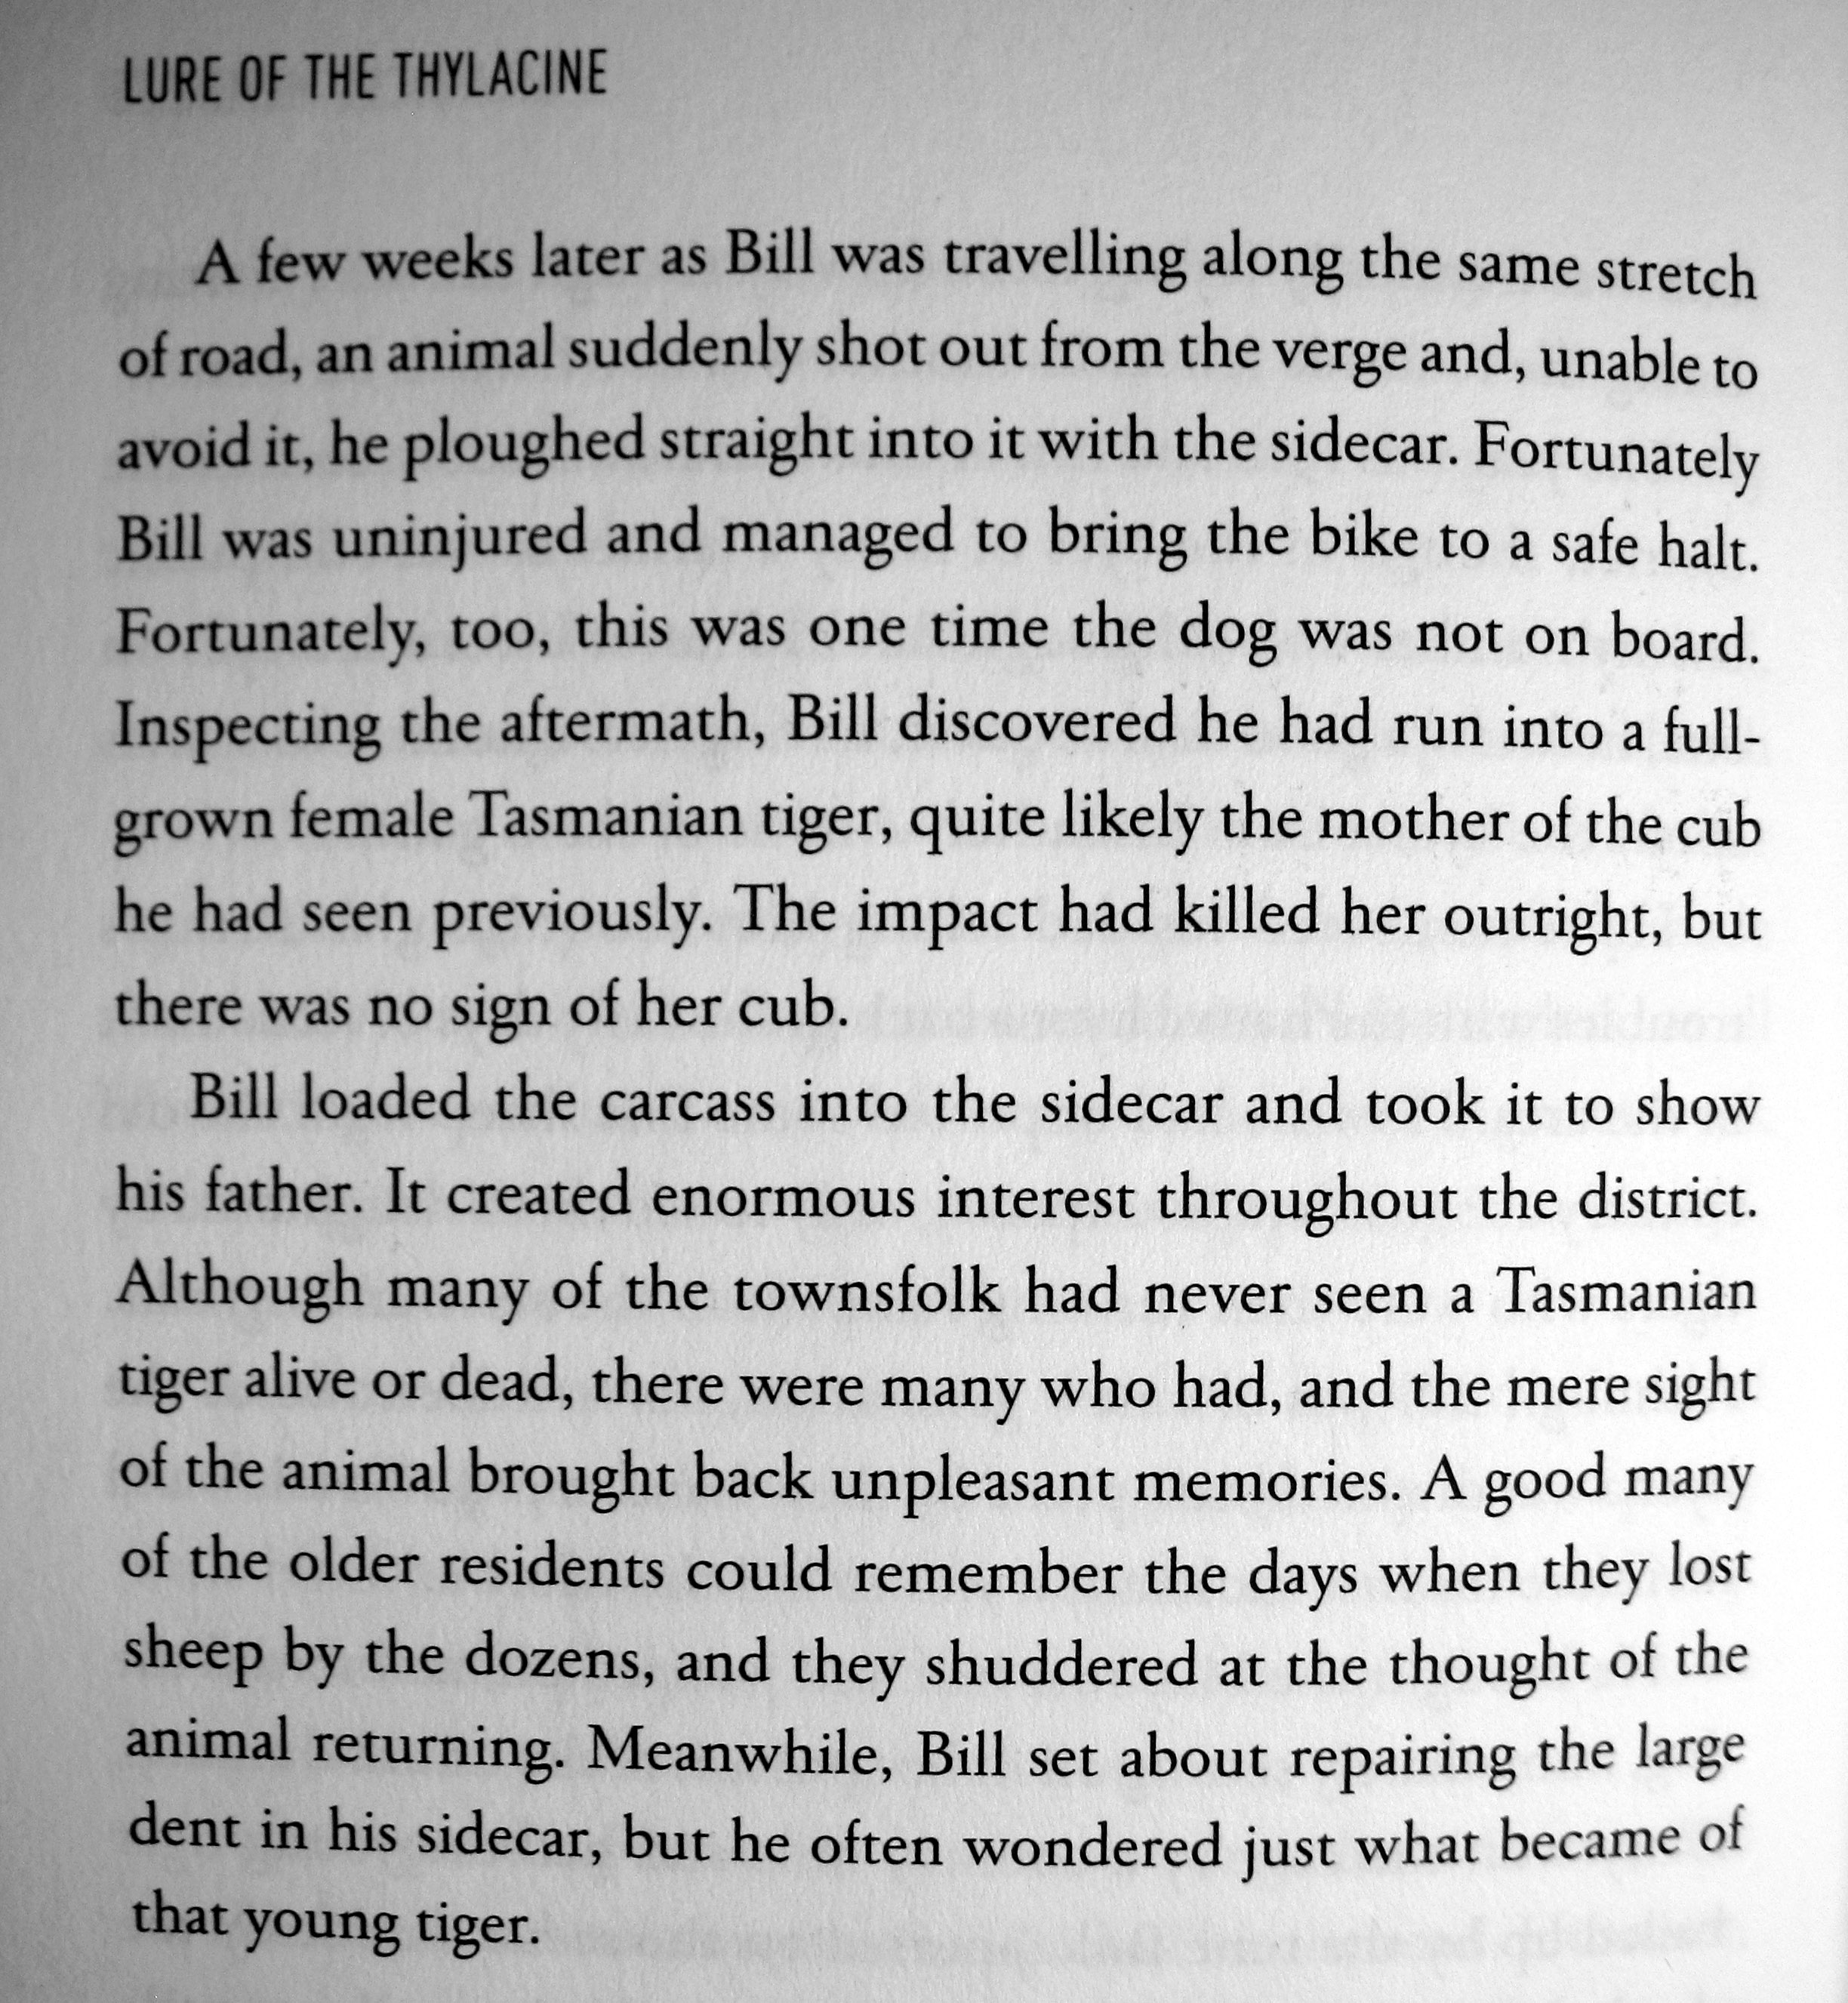 LURE OF THE THYLACINE
A few weeks later as Bill was travelling along the same stretch
of road, an animal suddenly shot out from the verge and, unable to
avoid it, he ploughed straight into it with the sidecar. Fortunately
Bill was uninjured and managed to bring the bike to a safe halt.
Fortunately, too, this was one time the dog was not on board.
Inspecting the aftermath, Bill discovered he had run into a full-
grown female Tasmanian tiger, quite likely the mother of the cub
he had seen previously. The impact had killed her outright, but
there was no sign of her cub.
Bill loaded the carcass into the sidecar and took it to show
his father. It created enormous interest throughout the district.
Although many of the townsfolk had never seen a Tasmanian
tiger alive or dead, there were many who had, and the mere sight
of the animal brought back unpleasant memories. A good many
of the older residents could remember the days when they lost
sheep by the dozens, and they shuddered at the thought of the
animal returning. Meanwhile, Bill set about repairing the large
dent in his sidecar, but he often wondered just what became of
that young tiger.